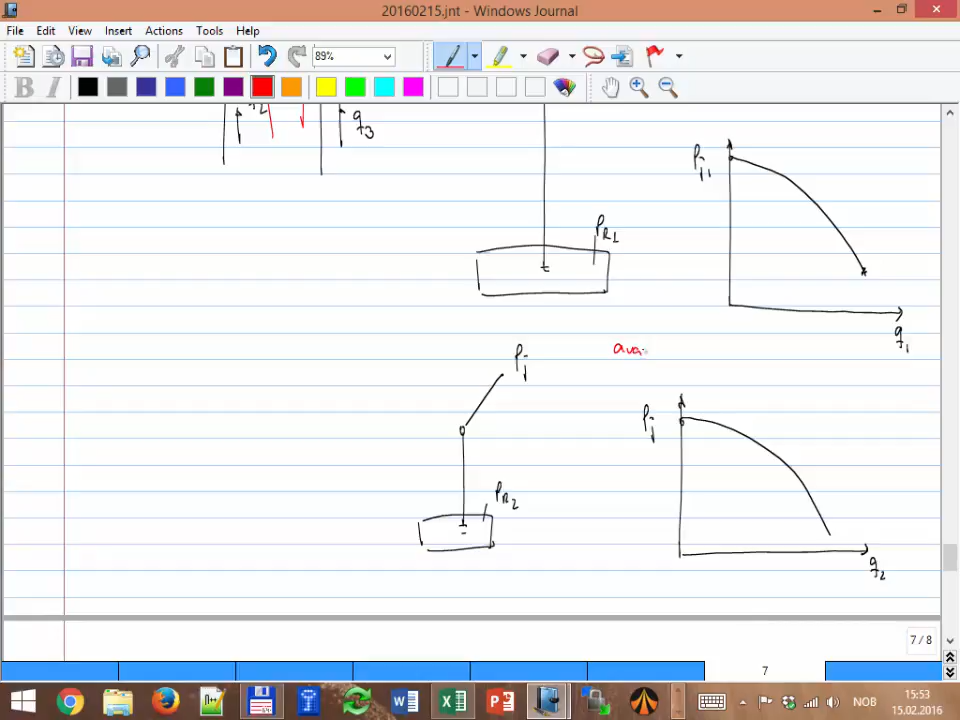 20160215.jnt - Windows Journal
File Edit View Insert Actions Tools Help
89%
B I
q3
Pj1
PR1
q1
Pj
ava
Pj
PR2
q2
7 / 8
7
NOB
15:53
15.02.2016